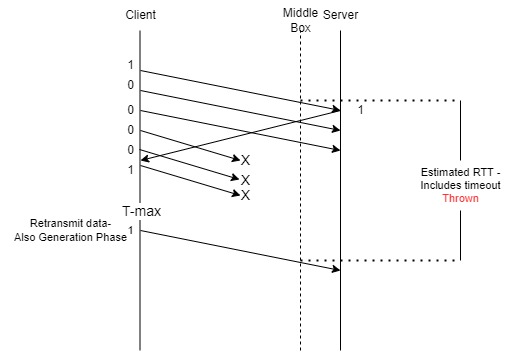 Client
Middle
Box
Server
1
0
0
0
0
1
X
X
X
1
T-max
Retransmit data-
Also Generation Phase
1
Estimated RTT -
Includes timeout
Thrown